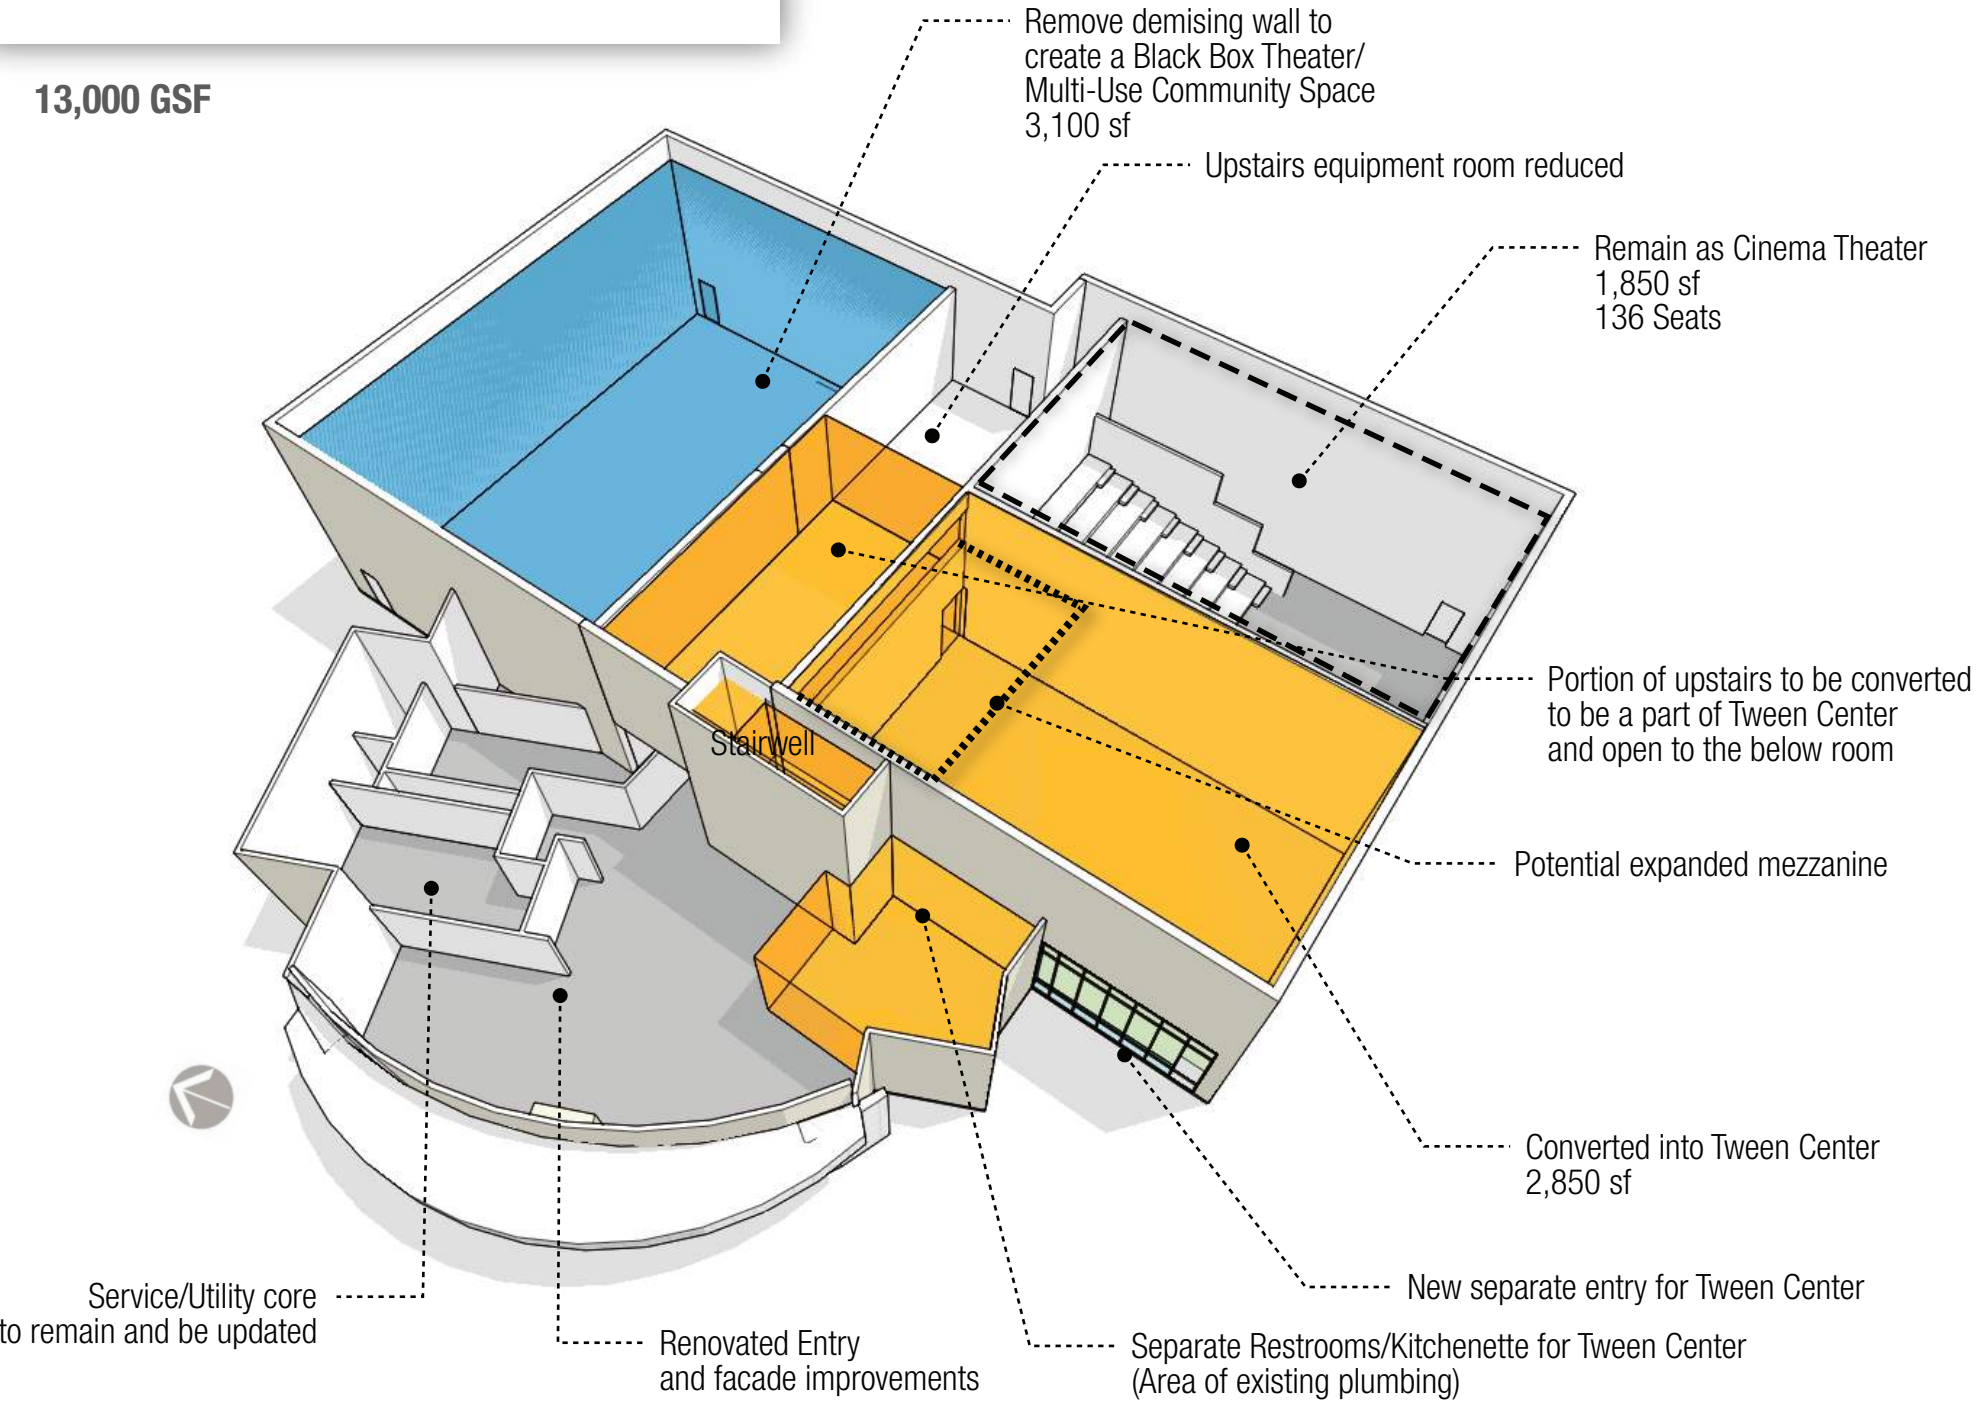 13,000 GSF
Remove demising wall to
create a Black Box Theater/
Multi-Use Community Space
3,100 sf
Upstairs equipment room reduced
Remain as Cinema Theater
1,850 sf
136 Seats
Stairwell
Portion of upstairs to be converted
to be a part of Tween Center
and open to the below room
Potential expanded mezzanine
Converted into Tween Center
2,850 sf
New separate entry for Tween Center
Service/Utility core
to remain and be updated
Renovated Entry
and facade improvements
Separate Restrooms/Kitchenette for Tween Center
(Area of existing plumbing)